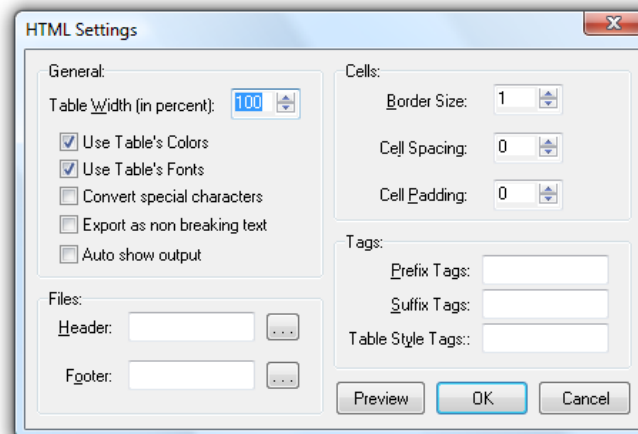 HTML Settings
General:
Table Width (in percent): 100
Use Table's Colors
Use Table's Fonts
Convert special characters
Export as non breaking text
Auto show output
Files:
Header: ...
Footer: ...
Cells:
Border Size: 1
Cell Spacing: 0
Cell Padding: 0
Tags:
Prefix Tags:
Suffix Tags:
Table Style Tags::
Preview OK Cancel